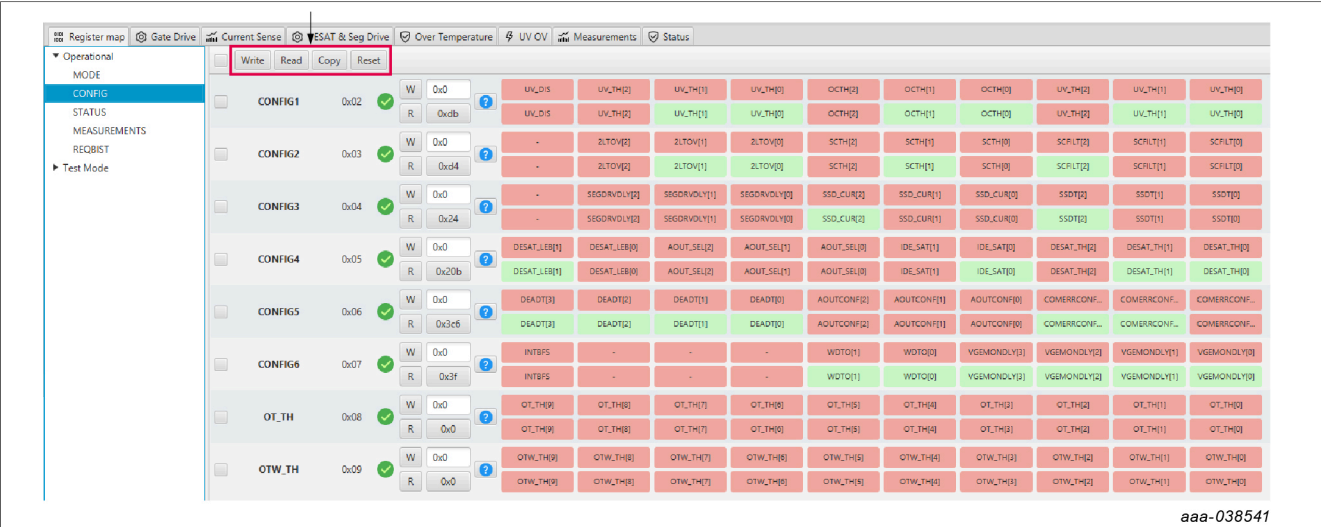 Register map Gate Drive Current Sense ESAT & Seg Drive Over Temperature UV OV Measurements Status
Operational
MODE
CONFIG
STATUS
MEASUREMENTS
REQBIST
Test Mode
Write Read Copy Reset
CONFIG1 0x02
W 0x0 UV_DIS UV_TH[2] UV_TH[1] UV_TH[0] OCTH[2] OCTH[1] OCTH[0] UV_TH[2] UV_TH[1] UV_TH[0]
R 0xdb UV_DIS UV_TH[2] UV_TH[1] UV_TH[0] OCTH[2] OCTH[1] OCTH[0] UV_TH[2] UV_TH[1] UV_TH[0]
CONFIG2 0x03
W 0x0 - 2LTOV[2] 2LTOV[1] 2LTOV[0] SCTH[2] SCTH[1] SCTH[0] SCFILT[2] SCFILT[1] SCFILT[0]
R 0xd4 - 2LTOV[2] 2LTOV[1] 2LTOV[0] SCTH[2] SCTH[1] SCTH[0] SCFILT[2] SCFILT[1] SCFILT[0]
CONFIG3 0x04
W 0x0 - SEGDRVDLY[2] SEGDRVDLY[1] SEGDRVDLY[0] SSD_CUR[2] SSD_CUR[1] SSD_CUR[0] SSDT[2] SSDT[1] SSDT[0]
R 0x24 - SEGDRVDLY[2] SEGDRVDLY[1] SEGDRVDLY[0] SSD_CUR[2] SSD_CUR[1] SSD_CUR[0] SSDT[2] SSDT[1] SSDT[0]
CONFIG4 0x05
W 0x0 DESAT_LEB[1] DESAT_LEB[0] AOUT_SEL[2] AOUT_SEL[1] AOUT_SEL[0] IDE_SAT[1] IDE_SAT[0] DESAT_TH[2] DESAT_TH[1] DESAT_TH[0]
R 0x20b DESAT_LEB[1] DESAT_LEB[0] AOUT_SEL[2] AOUT_SEL[1] AOUT_SEL[0] IDE_SAT[1] IDE_SAT[0] DESAT_TH[2] DESAT_TH[1] DESAT_TH[0]
CONFIG5 0x06
W 0x0 DEADT[3] DEADT[2] DEADT[1] DEADT[0] AOUTCONF[2] AOUTCONF[1] AOUTCONF[0] COMERRCONF... COMERRCONF... COMERRCONF...
R 0x3c6 DEADT[3] DEADT[2] DEADT[1] DEADT[0] AOUTCONF[2] AOUTCONF[1] AOUTCONF[0] COMERRCONF... COMERRCONF... COMERRCONF...
CONFIG6 0x07
W 0x0 INTBFS - - - WDTO[1] WDTO[0] VGEMONDLY[3] VGEMONDLY[2] VGEMONDLY[1] VGEMONDLY[0]
R 0x3f INTBFS - - - WDTO[1] WDTO[0] VGEMONDLY[3] VGEMONDLY[2] VGEMONDLY[1] VGEMONDLY[0]
OT_TH 0x08
W 0x0 OT_TH[9] OT_TH[8] OT_TH[7] OT_TH[6] OT_TH[5] OT_TH[4] OT_TH[3] OT_TH[2] OT_TH[1] OT_TH[0]
R 0x0 OT_TH[9] OT_TH[8] OT_TH[7] OT_TH[6] OT_TH[5] OT_TH[4] OT_TH[3] OT_TH[2] OT_TH[1] OT_TH[0]
OTW_TH 0x09
W 0x0 OTW_TH[9] OTW_TH[8] OTW_TH[7] OTW_TH[6] OTW_TH[5] OTW_TH[4] OTW_TH[3] OTW_TH[2] OTW_TH[1] OTW_TH[0]
R 0x0 OTW_TH[9] OTW_TH[8] OTW_TH[7] OTW_TH[6] OTW_TH[5] OTW_TH[4] OTW_TH[3] OTW_TH[2] OTW_TH[1] OTW_TH[0]
aaa-038541